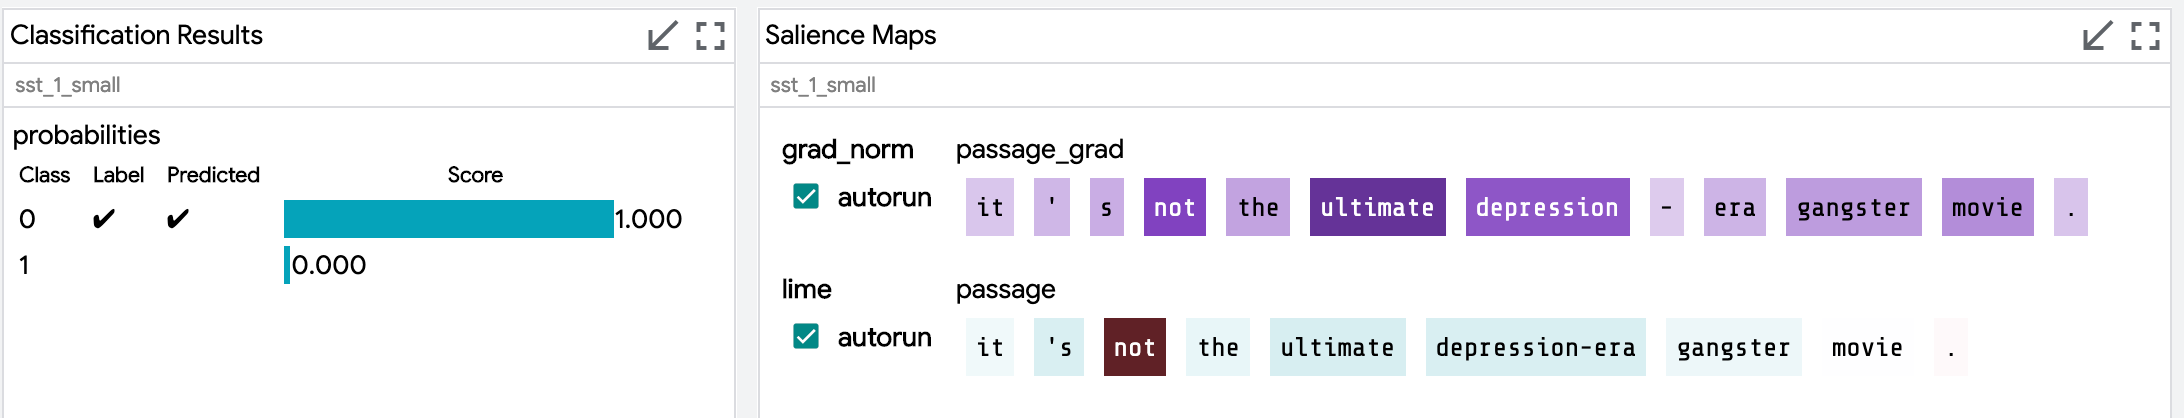 Classification Results
sst_1_small
probabilities
Class Label Predicted Score
0 ✔ ✔ 1.000
1 0.000
Salience Maps
sst_1_small
grad_norm passage_grad
autorun it ' s not the ultimate depression - era gangster movie .
lime passage
autorun it 's not the ultimate depression-era gangster movie .